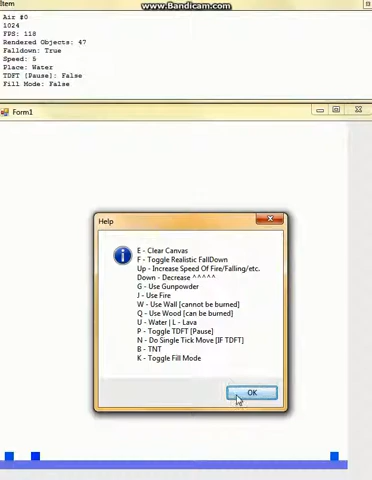 Item
www.Bandicam.com
Air #0
1024
FPS: 118
Rendered Objects: 47
Falldown: True
Speed: 5
Place: Water
TDFT [Pause]: False
Fill Mode: False
Form1
Help
E - Clear Canvas
F - Toggle Realistic FallDown
Up - Increase Speed Of Fire/Falling/etc.
Down - Decrease ^^^^^
G - Use Gunpowder
J - Use Fire
W - Use Wall [cannot be burned]
Q - Use Wood [can be burned]
U - Water | L - Lava
P - Toggle TDFT [Pause]
N - Do Single Tick Move [IF TDFT]
B - TNT
K - Toggle Fill Mode
OK